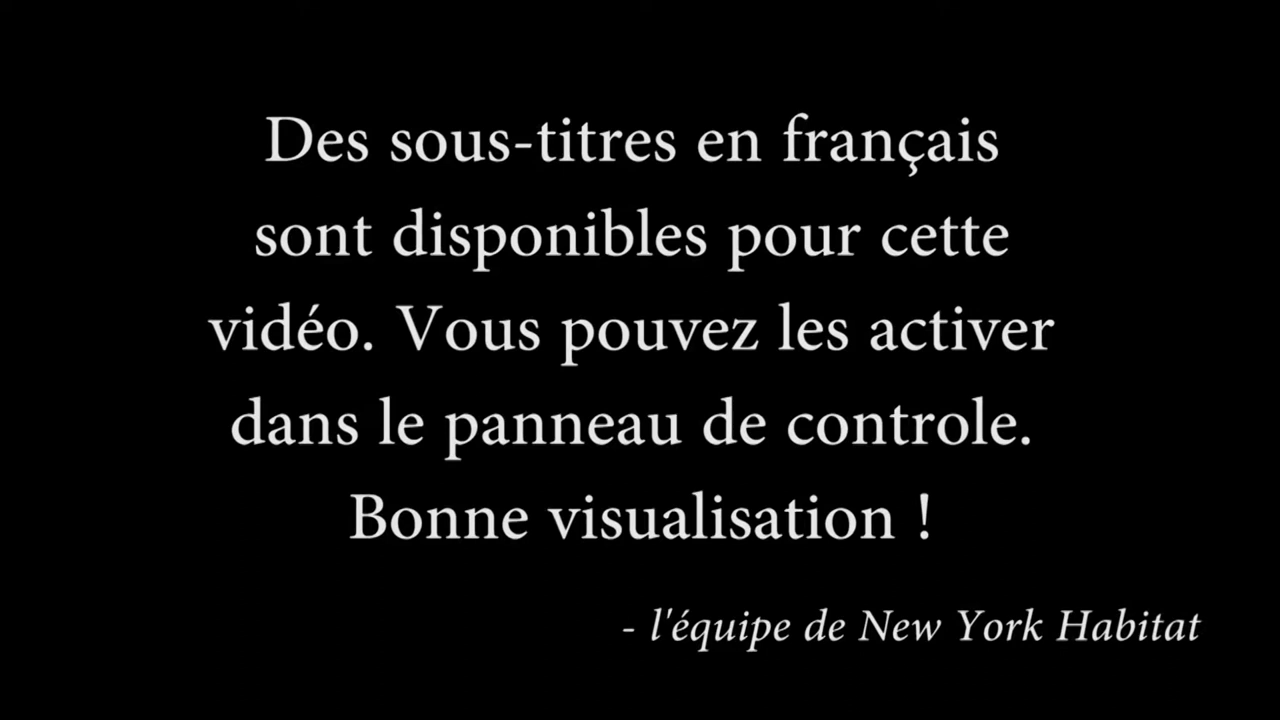 Des sous-titres en français
sont disponibles pour cette
vidéo. Vous pouvez les activer
dans le panneau de controle.
Bonne visualisation !
- l'équipe de New York Habitat